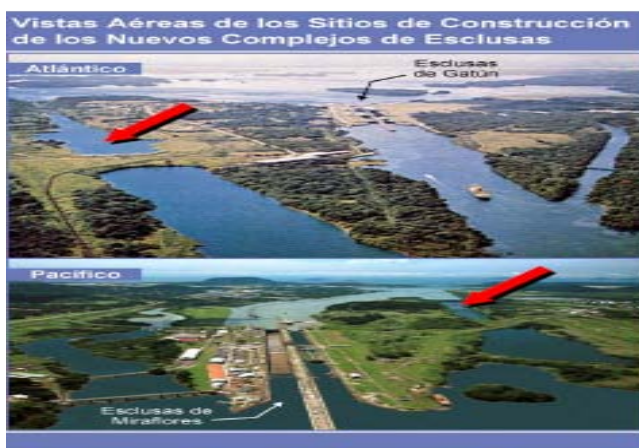 Vistas Aéreas de los Sitios de Construcción
de los Nuevos Complejos de Esclusas
Atlántico
Esclusas
de Gatún
Pacífico
Esclusas de
Miraflores